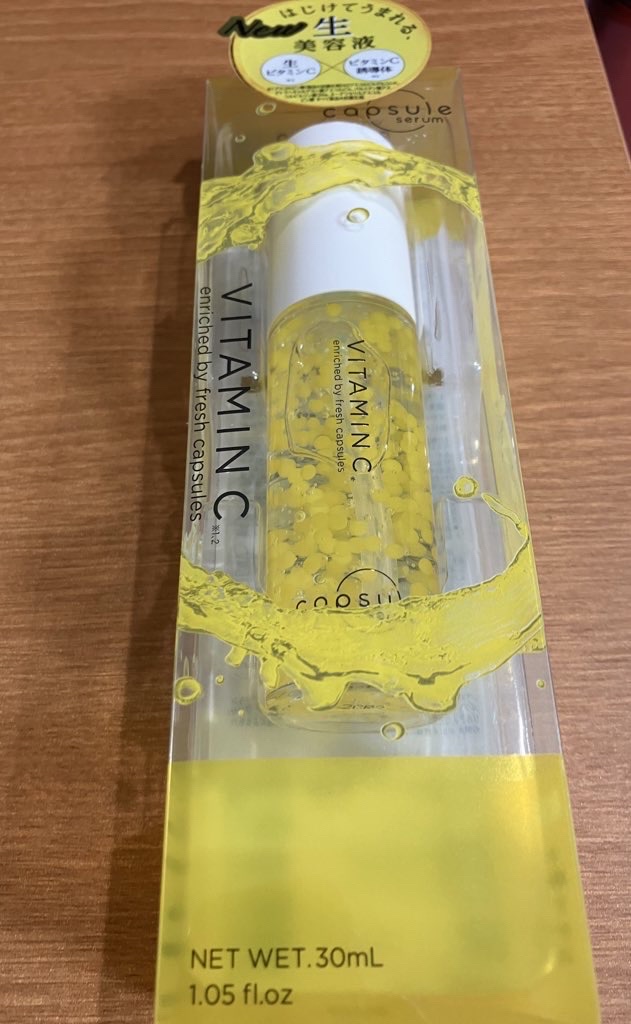 はじけてうまれる、
New 生
美容液
生
ビタミンC
×
ビタミンC
誘導体
capsule
serum
VITAMIN C
enriched by fresh capsules
※1,2
VITAMIN C
enriched by fresh capsules
capsu
NET WET.30mL
1.05 fl.oz